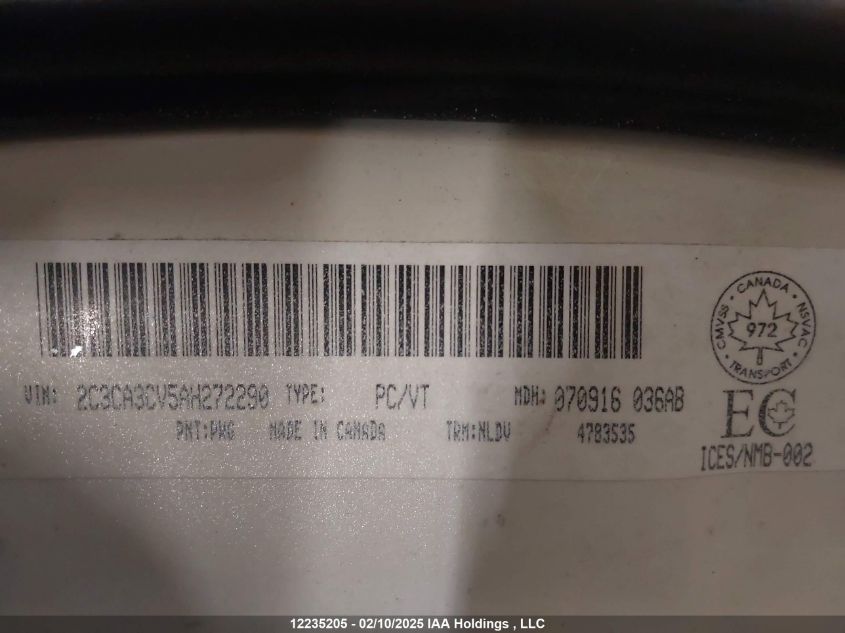 VIN: 2C3CA3CV5AH272290 TYPE: PC/VT MDH: 070916 036AB
PNT:PWG MADE IN CANADA TRM:NLDV 4783535
CANADA
CMVSS NSVAC
972
8
TRANSPORT
EC
ICES/NMB-002
12235205 - 02/10/2025 IAA Holdings , LLC